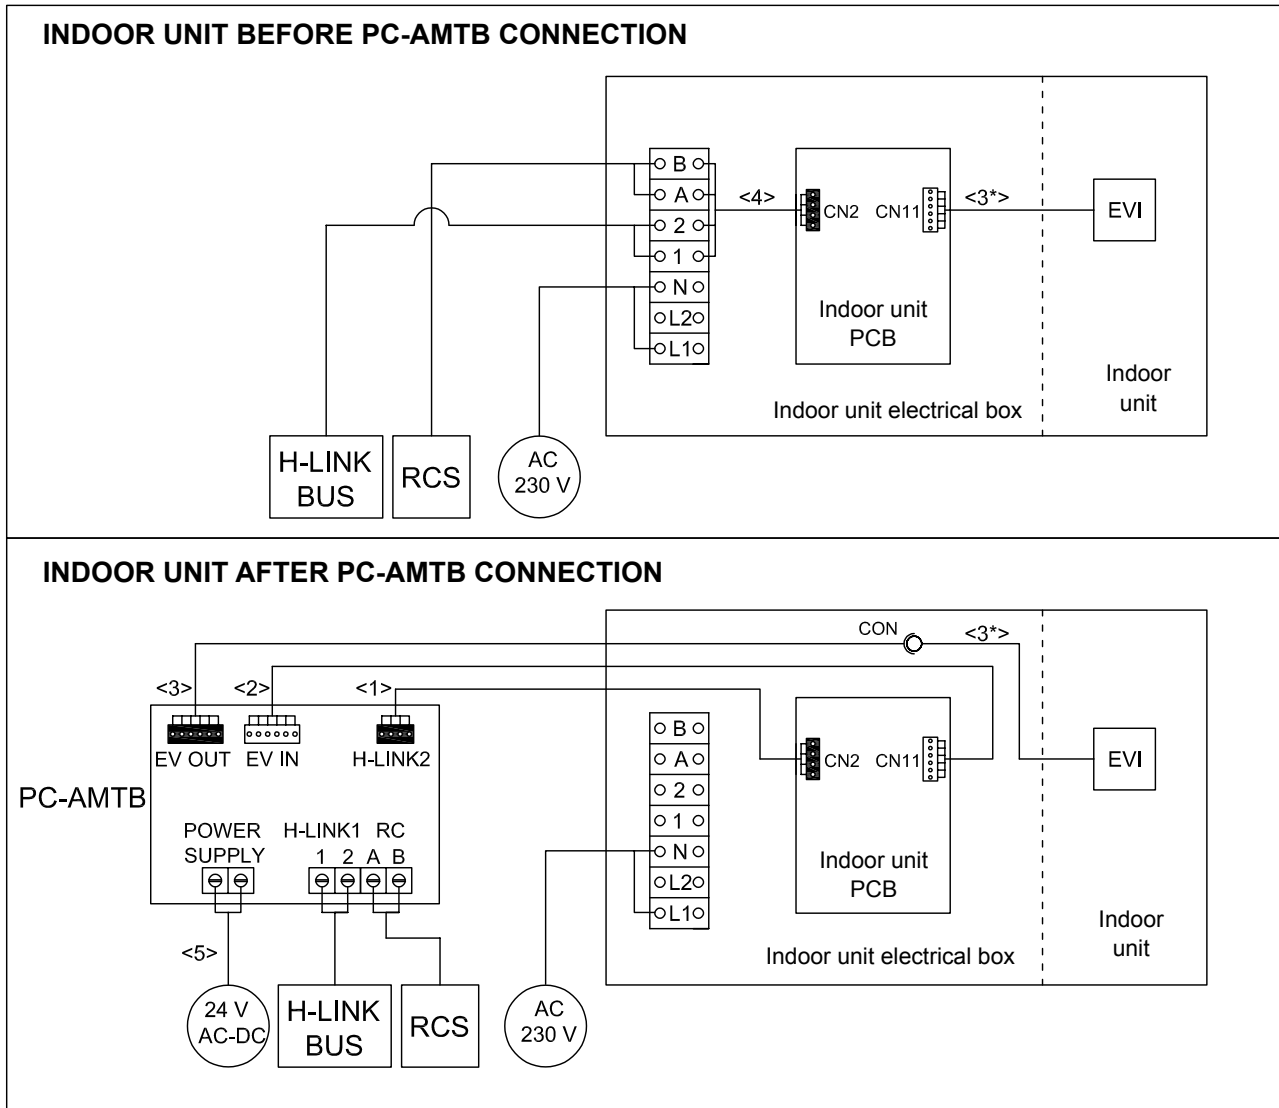 INDOOR UNIT BEFORE PC-AMTB CONNECTION
B
A
2
1
N
L2
L1
<4>
CN2
CN11
<3*>
EVI
Indoor unit
PCB
Indoor unit electrical box
Indoor
unit
H-LINK
BUS
RCS
AC
230 V
INDOOR UNIT AFTER PC-AMTB CONNECTION
CON
<3*>
<3>
<2>
<1>
EV OUT
EV IN
H-LINK2
PC-AMTB
POWER
SUPPLY
H-LINK1
RC
1 2 A B
B
A
2
1
N
L2
L1
CN2
CN11
EVI
Indoor unit
PCB
Indoor unit electrical box
Indoor
unit
<5>
24 V
AC-DC
H-LINK
BUS
RCS
AC
230 V